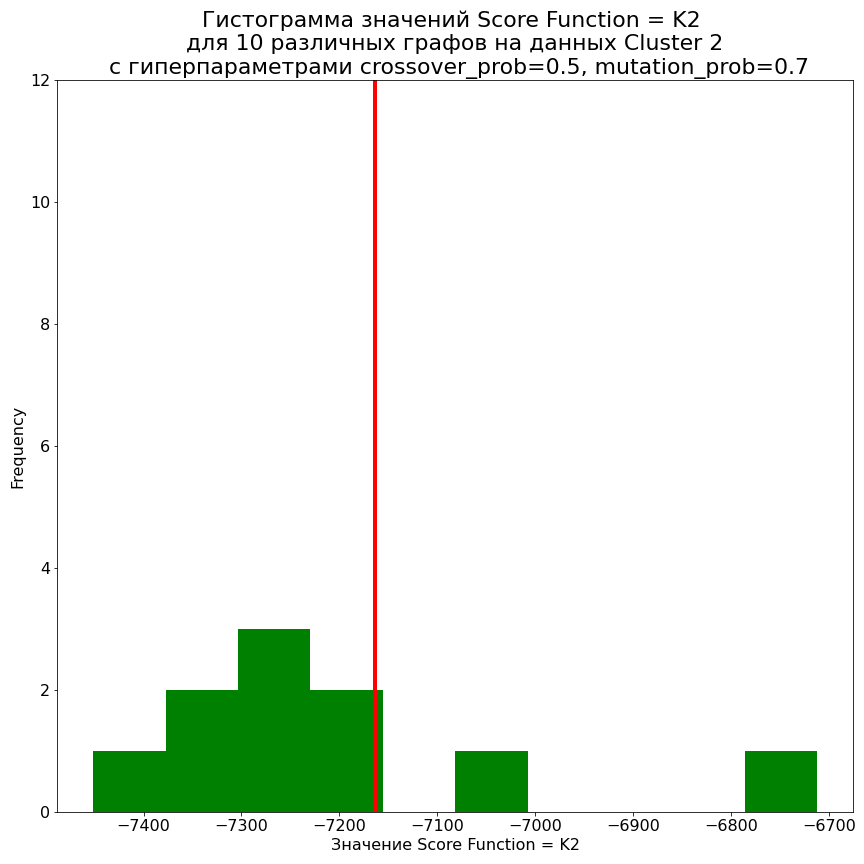 Гистограмма значений Score Function = K2
для 10 различных графов на данных Cluster 2
с гиперпараметрами crossover_prob=0.5, mutation_prob=0.7
12
10
8
6
4
2
0
Frequency
−7400 −7300 −7200 −7100 −7000 −6900 −6800 −6700
Значение Score Function = K2